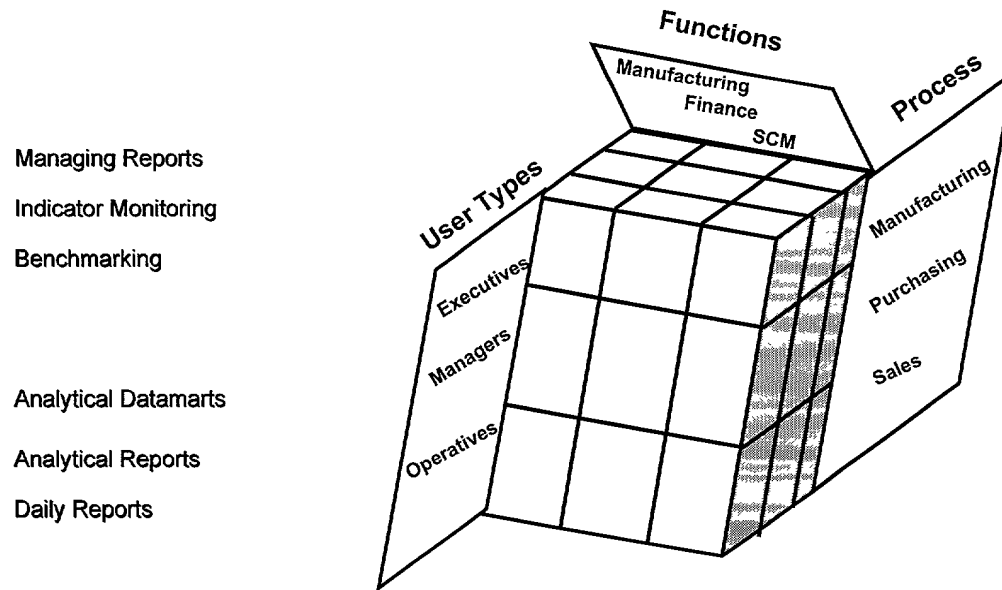 Functions
Manufacturing
Finance
SCM
Process
Manufacturing
Purchasing
Sales
User Types
Executives
Managers
Operatives
Managing Reports
Indicator Monitoring
Benchmarking
Analytical Datamarts
Analytical Reports
Daily Reports